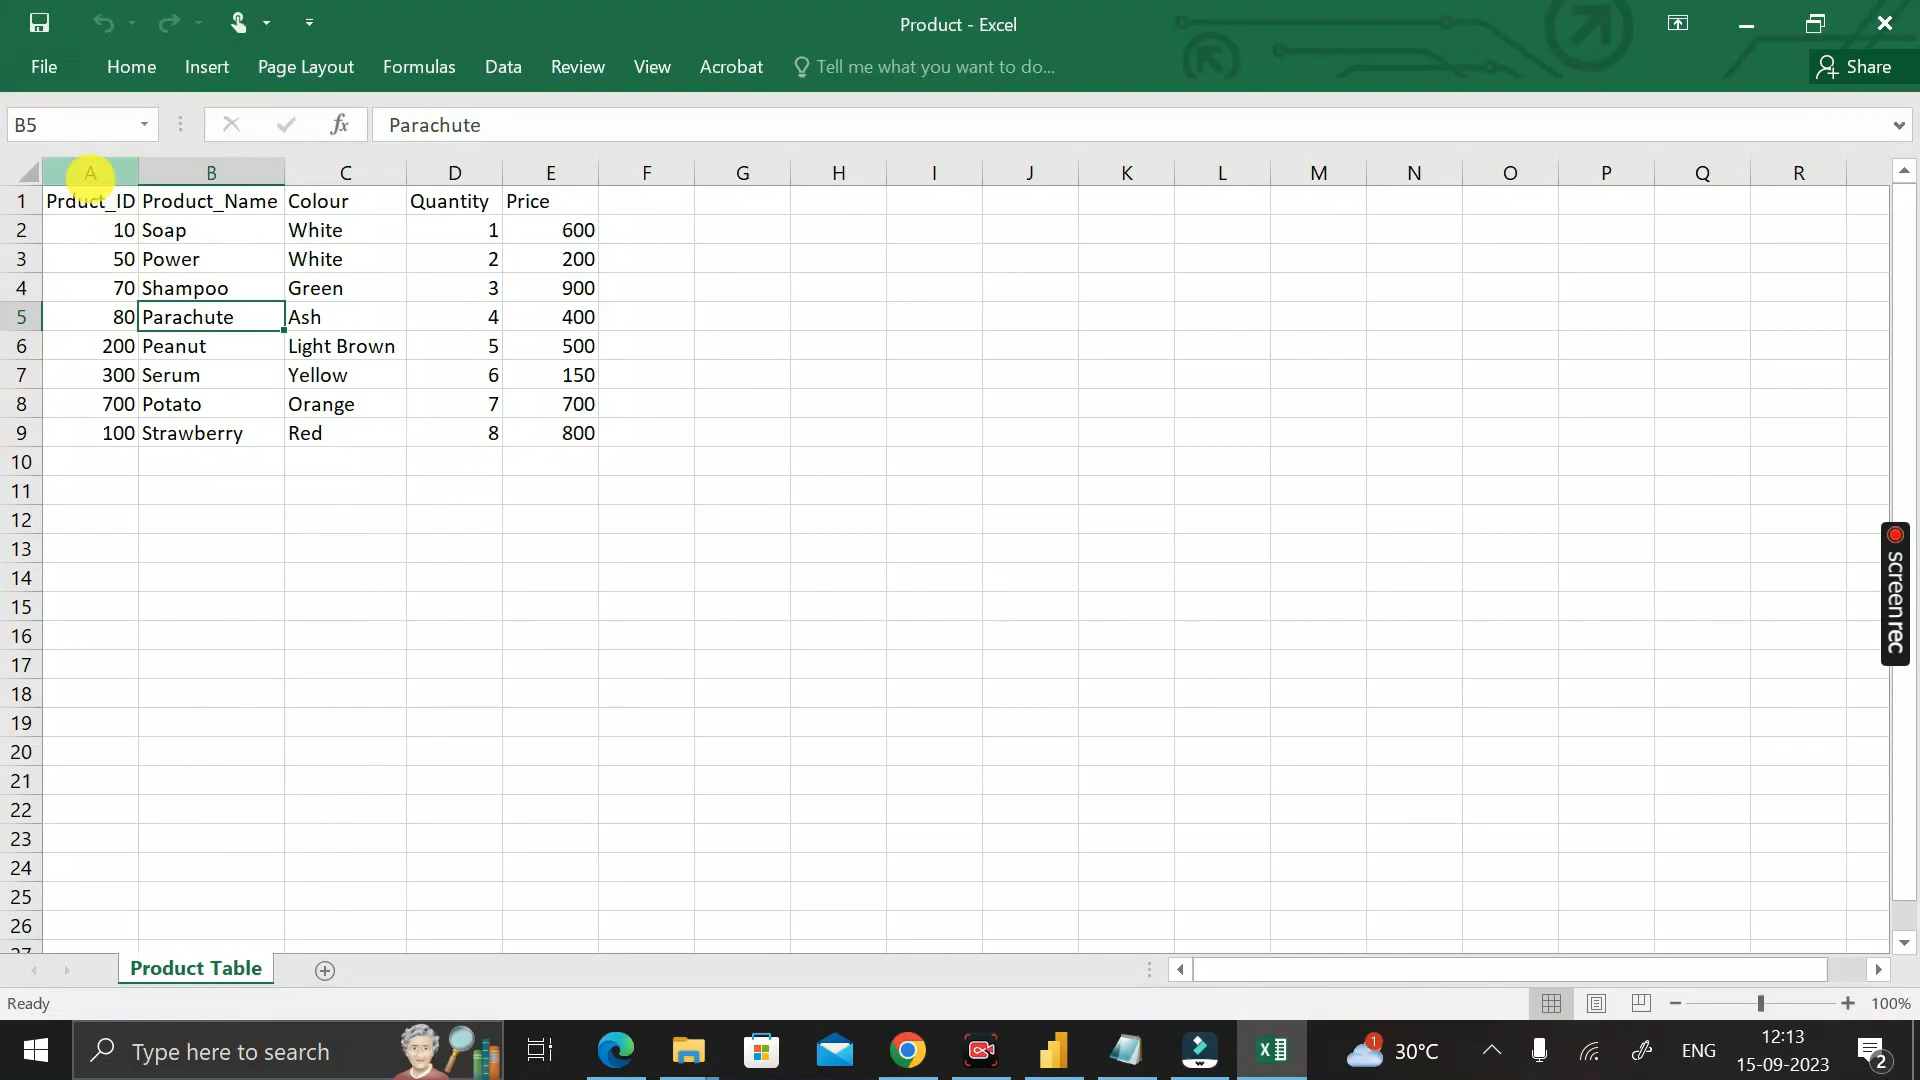 Product - Excel
File Home Insert Page Layout Formulas Data Review View Acrobat Tell me what you want to do... Share
B5 fx Parachute
A B C D E F G H I J K L M N O P Q R
1 Prduct_ID Product_Name Colour Quantity Price
2 10 Soap White 1 600
3 50 Power White 2 200
4 70 Shampoo Green 3 900
5 80 Parachute Ash 4 400
6 200 Peanut Light Brown 5 500
7 300 Serum Yellow 6 150
8 700 Potato Orange 7 700
9 100 Strawberry Red 8 800
10
11
12
13
14
15
16
17
18
19
20
21
22
23
24
25
26
27
screenrec
Product Table
Ready 100%
Type here to search 1 30°C ENG 12:13
15-09-2023 2